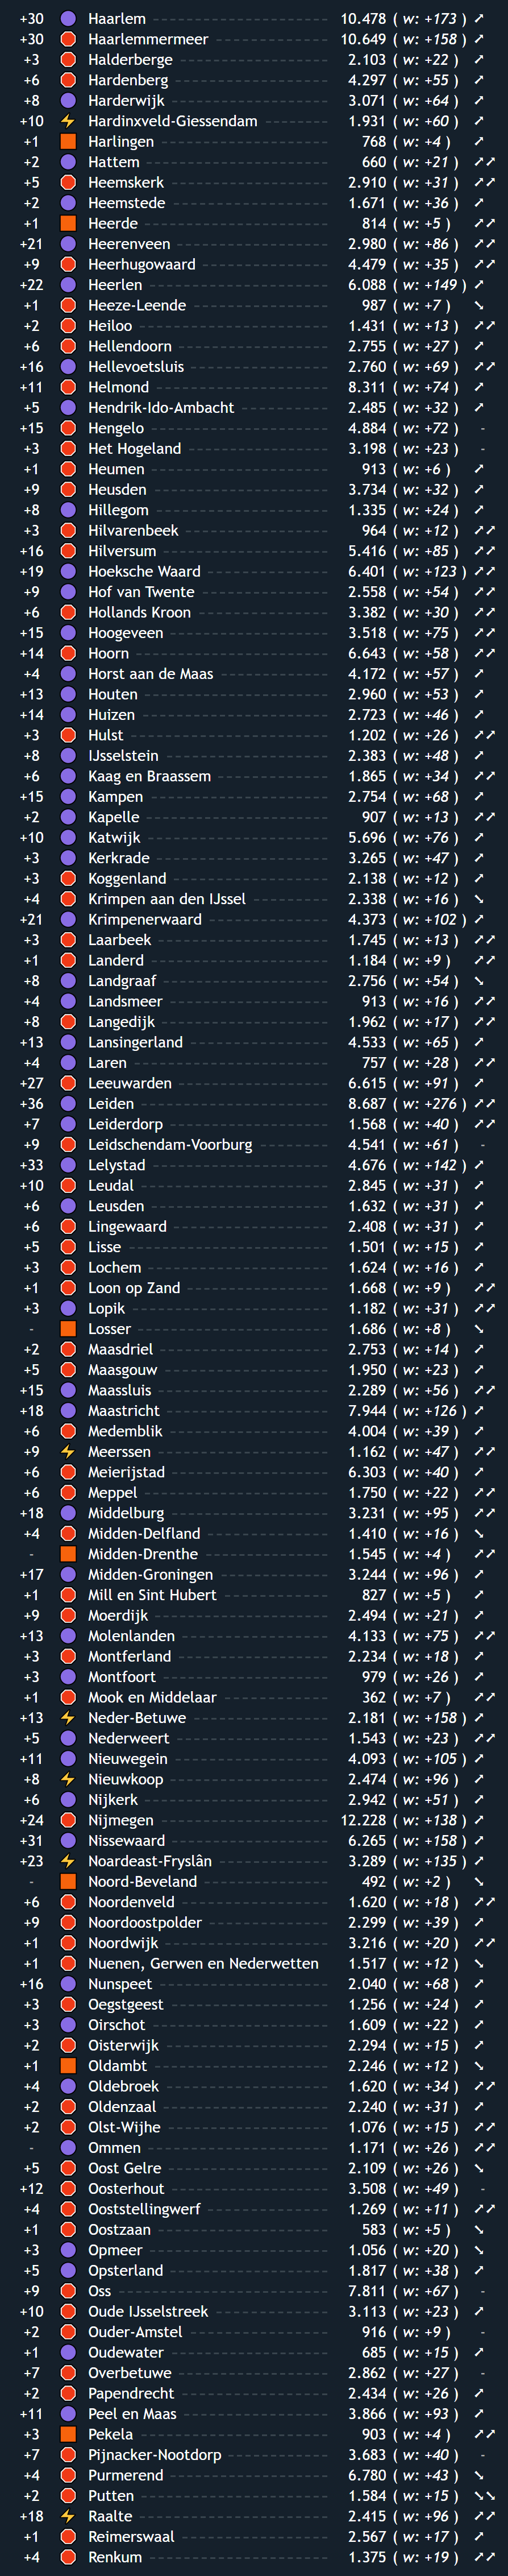 +30 Haarlem 10.478 ( w: +173 ) ➚
+30 Haarlemmermeer 10.649 ( w: +158 ) ➚
+3 Halderberge 2.103 ( w: +22 ) ➚
+6 Hardenberg 4.297 ( w: +55 ) ➚
+8 Harderwijk 3.071 ( w: +64 ) ➚
+10 Hardinxveld-Giessendam 1.931 ( w: +60 ) ➚
+1 Harlingen 768 ( w: +4 ) ➚
+2 Hattem 660 ( w: +21 ) ➚➚
+5 Heemskerk 2.910 ( w: +31 ) ➚➚
+2 Heemstede 1.671 ( w: +36 ) ➚
+1 Heerde 814 ( w: +5 ) ➚➚
+21 Heerenveen 2.980 ( w: +86 ) ➚➚
+9 Heerhugowaard 4.479 ( w: +35 ) ➚➚
+22 Heerlen 6.088 ( w: +149 ) ➚
+1 Heeze-Leende 987 ( w: +7 ) ➘
+2 Heiloo 1.431 ( w: +13 ) ➚➚
+6 Hellendoorn 2.755 ( w: +27 ) ➚
+16 Hellevoetsluis 2.760 ( w: +69 ) ➚➚
+11 Helmond 8.311 ( w: +74 ) ➚
+5 Hendrik-Ido-Ambacht 2.485 ( w: +32 ) ➚
+15 Hengelo 4.884 ( w: +72 ) -
+3 Het Hogeland 3.198 ( w: +23 ) -
+1 Heumen 913 ( w: +6 ) ➚
+9 Heusden 3.734 ( w: +32 ) ➚
+8 Hillegom 1.335 ( w: +24 ) ➚
+3 Hilvarenbeek 964 ( w: +12 ) ➚➚
+16 Hilversum 5.416 ( w: +85 ) ➚➚
+19 Hoeksche Waard 6.401 ( w: +123 ) ➚➚
+9 Hof van Twente 2.558 ( w: +54 ) ➚➚
+6 Hollands Kroon 3.382 ( w: +30 ) ➚➚
+15 Hoogeveen 3.518 ( w: +75 ) ➚➚
+14 Hoorn 6.643 ( w: +58 ) ➚➚
+4 Horst aan de Maas 4.172 ( w: +57 ) ➚
+13 Houten 2.960 ( w: +53 ) ➚
+14 Huizen 2.723 ( w: +46 ) ➚
+3 Hulst 1.202 ( w: +26 ) ➚➚
+8 IJsselstein 2.383 ( w: +48 ) ➚
+6 Kaag en Braassem 1.865 ( w: +34 ) ➚➚
+15 Kampen 2.754 ( w: +68 ) ➚
+2 Kapelle 907 ( w: +13 ) ➚➚
+10 Katwijk 5.696 ( w: +76 ) ➚
+3 Kerkrade 3.265 ( w: +47 ) ➚
+3 Koggenland 2.138 ( w: +12 ) ➚
+4 Krimpen aan den IJssel 2.338 ( w: +16 ) ➘
+21 Krimpenerwaard 4.373 ( w: +102 ) ➚
+3 Laarbeek 1.745 ( w: +13 ) ➚➚
+1 Landerd 1.184 ( w: +9 ) ➚➚
+8 Landgraaf 2.756 ( w: +54 ) ➘
+4 Landsmeer 913 ( w: +16 ) ➚➚
+8 Langedijk 1.962 ( w: +17 ) ➚➚
+13 Lansingerland 4.533 ( w: +65 ) ➚
+4 Laren 757 ( w: +28 ) ➚➚
+27 Leeuwarden 6.615 ( w: +91 ) ➚
+36 Leiden 8.687 ( w: +276 ) ➚➚
+7 Leiderdorp 1.568 ( w: +40 ) ➚➚
+9 Leidschendam-Voorburg 4.541 ( w: +61 ) -
+33 Lelystad 4.676 ( w: +142 ) ➚
+10 Leudal 2.845 ( w: +31 ) ➚
+6 Leusden 1.632 ( w: +31 ) ➚
+6 Lingewaard 2.408 ( w: +31 ) ➚
+5 Lisse 1.501 ( w: +15 ) ➚
+3 Lochem 1.624 ( w: +16 ) ➚
+1 Loon op Zand 1.668 ( w: +9 ) ➚➚
+3 Lopik 1.182 ( w: +31 ) ➚➚
- Losser 1.686 ( w: +8 ) ➘
+2 Maasdriel 2.753 ( w: +14 ) ➚
+5 Maasgouw 1.950 ( w: +23 ) ➚
+15 Maassluis 2.289 ( w: +56 ) ➚➚
+18 Maastricht 7.944 ( w: +126 ) ➚
+6 Medemblik 4.004 ( w: +39 ) ➚
+9 Meerssen 1.162 ( w: +47 ) ➚➚
+6 Meierijstad 6.303 ( w: +40 ) ➚
+6 Meppel 1.750 ( w: +22 ) ➚➚
+18 Middelburg 3.231 ( w: +95 ) ➚➚
+4 Midden-Delfland 1.410 ( w: +16 ) ➘
- Midden-Drenthe 1.545 ( w: +4 ) ➚➚
+17 Midden-Groningen 3.244 ( w: +96 ) ➚
+1 Mill en Sint Hubert 827 ( w: +5 ) ➚
+9 Moerdijk 2.494 ( w: +21 ) ➚
+13 Molenlanden 4.133 ( w: +75 ) ➚➚
+3 Montferland 2.234 ( w: +18 ) ➚
+3 Montfoort 979 ( w: +26 ) ➚
+1 Mook en Middelaar 362 ( w: +7 ) ➚➚
+13 Neder-Betuwe 2.181 ( w: +158 ) ➚
+5 Nederweert 1.543 ( w: +23 ) ➚➚
+11 Nieuwegein 4.093 ( w: +105 ) ➚
+8 Nieuwkoop 2.474 ( w: +96 ) ➚
+6 Nijkerk 2.942 ( w: +51 ) ➚
+24 Nijmegen 12.228 ( w: +138 ) ➚
+31 Nissewaard 6.265 ( w: +158 ) ➚
+23 Noardeast-Fryslân 3.289 ( w: +135 ) ➚
- Noord-Beveland 492 ( w: +2 ) ➘
+6 Noordenveld 1.620 ( w: +18 ) ➚➚
+9 Noordoostpolder 2.299 ( w: +39 ) ➚
+1 Noordwijk 3.216 ( w: +20 ) ➚➚
+1 Nuenen, Gerwen en Nederwetten 1.517 ( w: +12 ) ➘
+16 Nunspeet 2.040 ( w: +68 ) ➚
+3 Oegstgeest 1.256 ( w: +24 ) ➚
+3 Oirschot 1.609 ( w: +22 ) ➚
+2 Oisterwijk 2.294 ( w: +15 ) ➚
+1 Oldambt 2.246 ( w: +12 ) ➘
+4 Oldebroek 1.620 ( w: +34 ) ➚➚
+2 Oldenzaal 2.240 ( w: +31 ) ➚
+2 Olst-Wijhe 1.076 ( w: +15 ) ➚➚
- Ommen 1.171 ( w: +26 ) ➚➚
+5 Oost Gelre 2.109 ( w: +26 ) ➘
+12 Oosterhout 3.508 ( w: +49 ) -
+4 Ooststellingwerf 1.269 ( w: +11 ) ➚➚
+1 Oostzaan 583 ( w: +5 ) ➘
+3 Opmeer 1.056 ( w: +20 ) ➘
+5 Opsterland 1.817 ( w: +38 ) ➚
+9 Oss 7.811 ( w: +67 ) -
+10 Oude IJsselstreek 3.113 ( w: +23 ) ➚
+2 Ouder-Amstel 916 ( w: +9 ) -
+1 Oudewater 685 ( w: +15 ) ➚
+7 Overbetuwe 2.862 ( w: +27 ) -
+2 Papendrecht 2.434 ( w: +26 ) ➚
+11 Peel en Maas 3.866 ( w: +93 ) ➚
+3 Pekela 903 ( w: +4 ) ➚➚
+7 Pijnacker-Nootdorp 3.683 ( w: +40 ) -
+4 Purmerend 6.780 ( w: +43 ) ➘
+2 Putten 1.584 ( w: +15 ) ➘➘
+18 Raalte 2.415 ( w: +96 ) ➚➚
+1 Reimerswaal 2.567 ( w: +17 ) ➚
+4 Renkum 1.375 ( w: +19 ) ➚➚